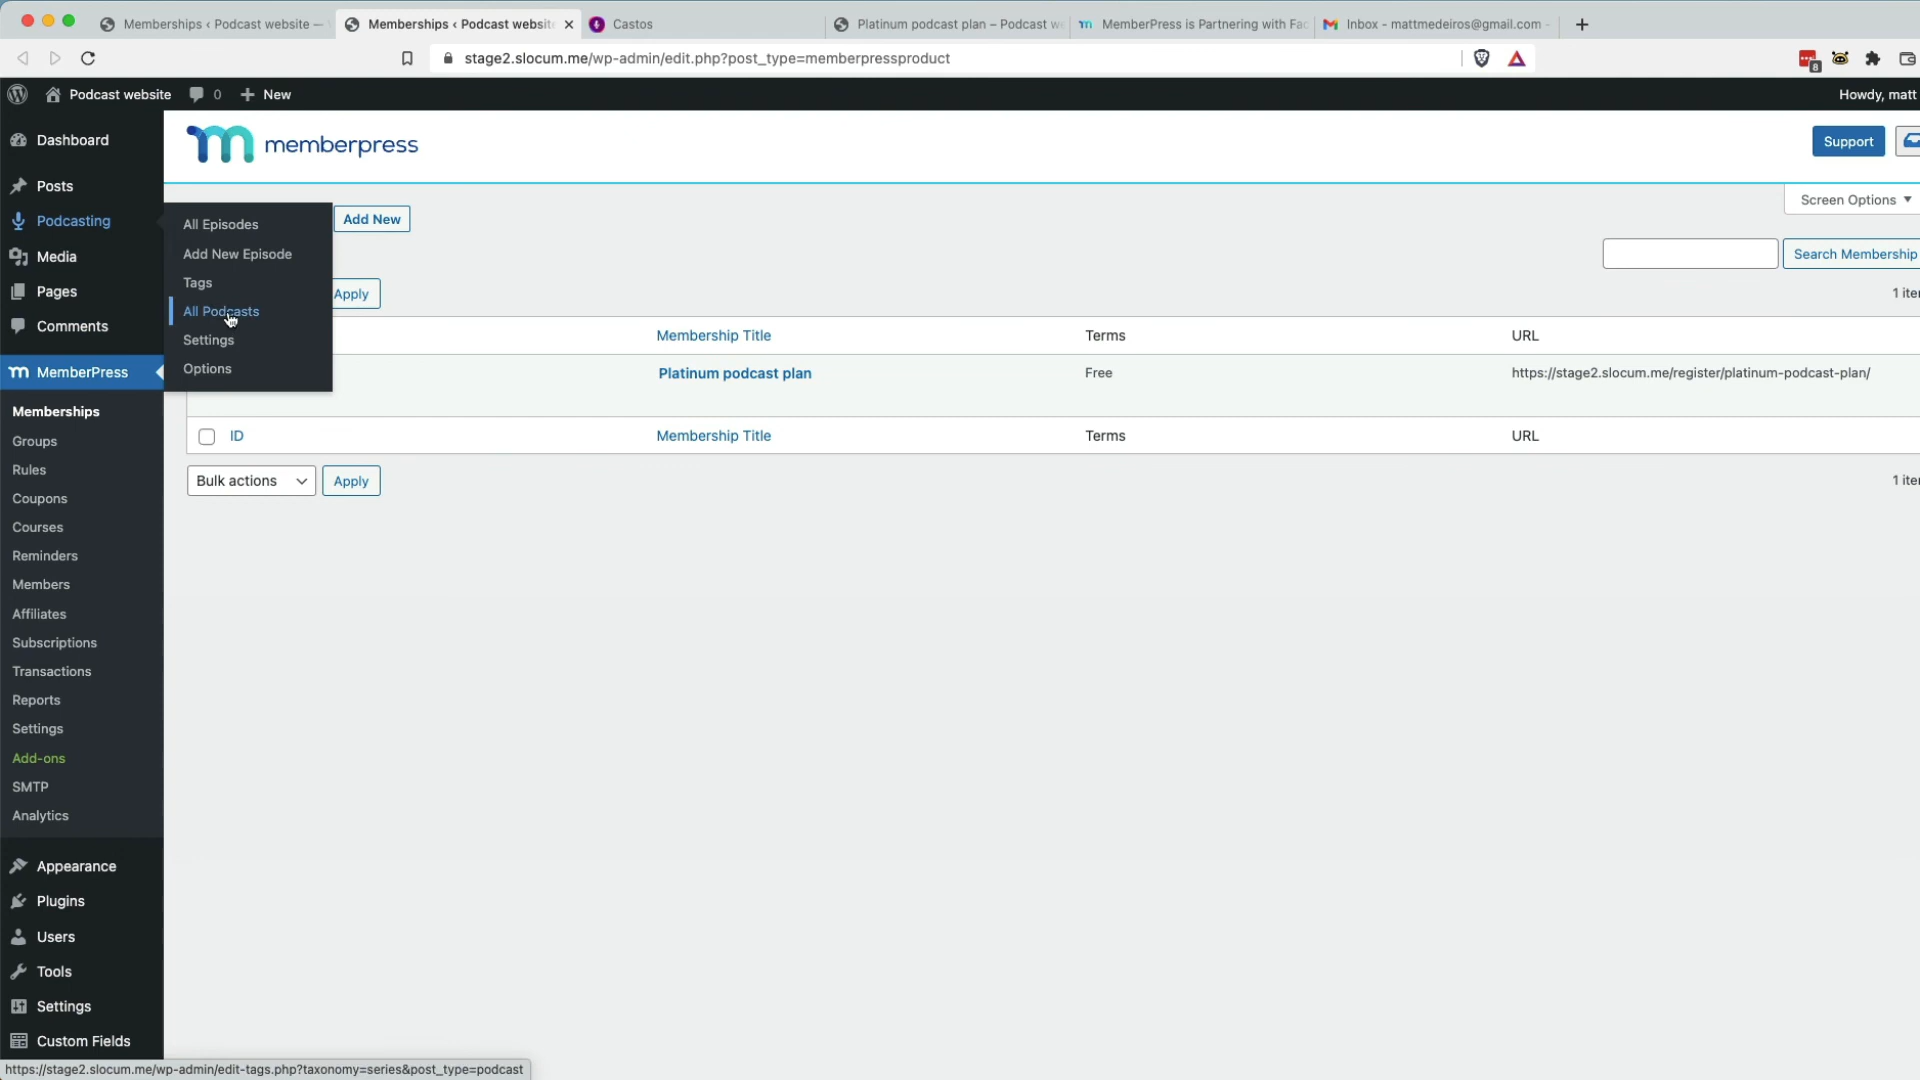 Memberships ‹ Podcast website —
Memberships ‹ Podcast website
Castos
Platinum podcast plan – Podcast we
MemberPress is Partnering with Fac
Inbox - mattmedeiros@gmail.com -
stage2.slocum.me/wp-admin/edit.php?post_type=memberpressproduct
8
Podcast website
0
New
Howdy, matt
Dashboard
Posts
Podcasting
Media
Pages
Comments
MemberPress
Memberships
Groups
Rules
Coupons
Courses
Reminders
Members
Affiliates
Subscriptions
Transactions
Reports
Settings
Add-ons
SMTP
Analytics
Appearance
Plugins
Users
Tools
Settings
Custom Fields
All Episodes
Add New Episode
Tags
All Podcasts
Settings
Options
memberpress
Support
Screen Options
Add New
Search Membership
Apply
1 iter
Membership Title
Terms
URL
Platinum podcast plan
Free
https://stage2.slocum.me/register/platinum-podcast-plan/
ID
Membership Title
Terms
URL
Bulk actions
Apply
1 iter
https://stage2.slocum.me/wp-admin/edit-tags.php?taxonomy=series&post_type=podcast